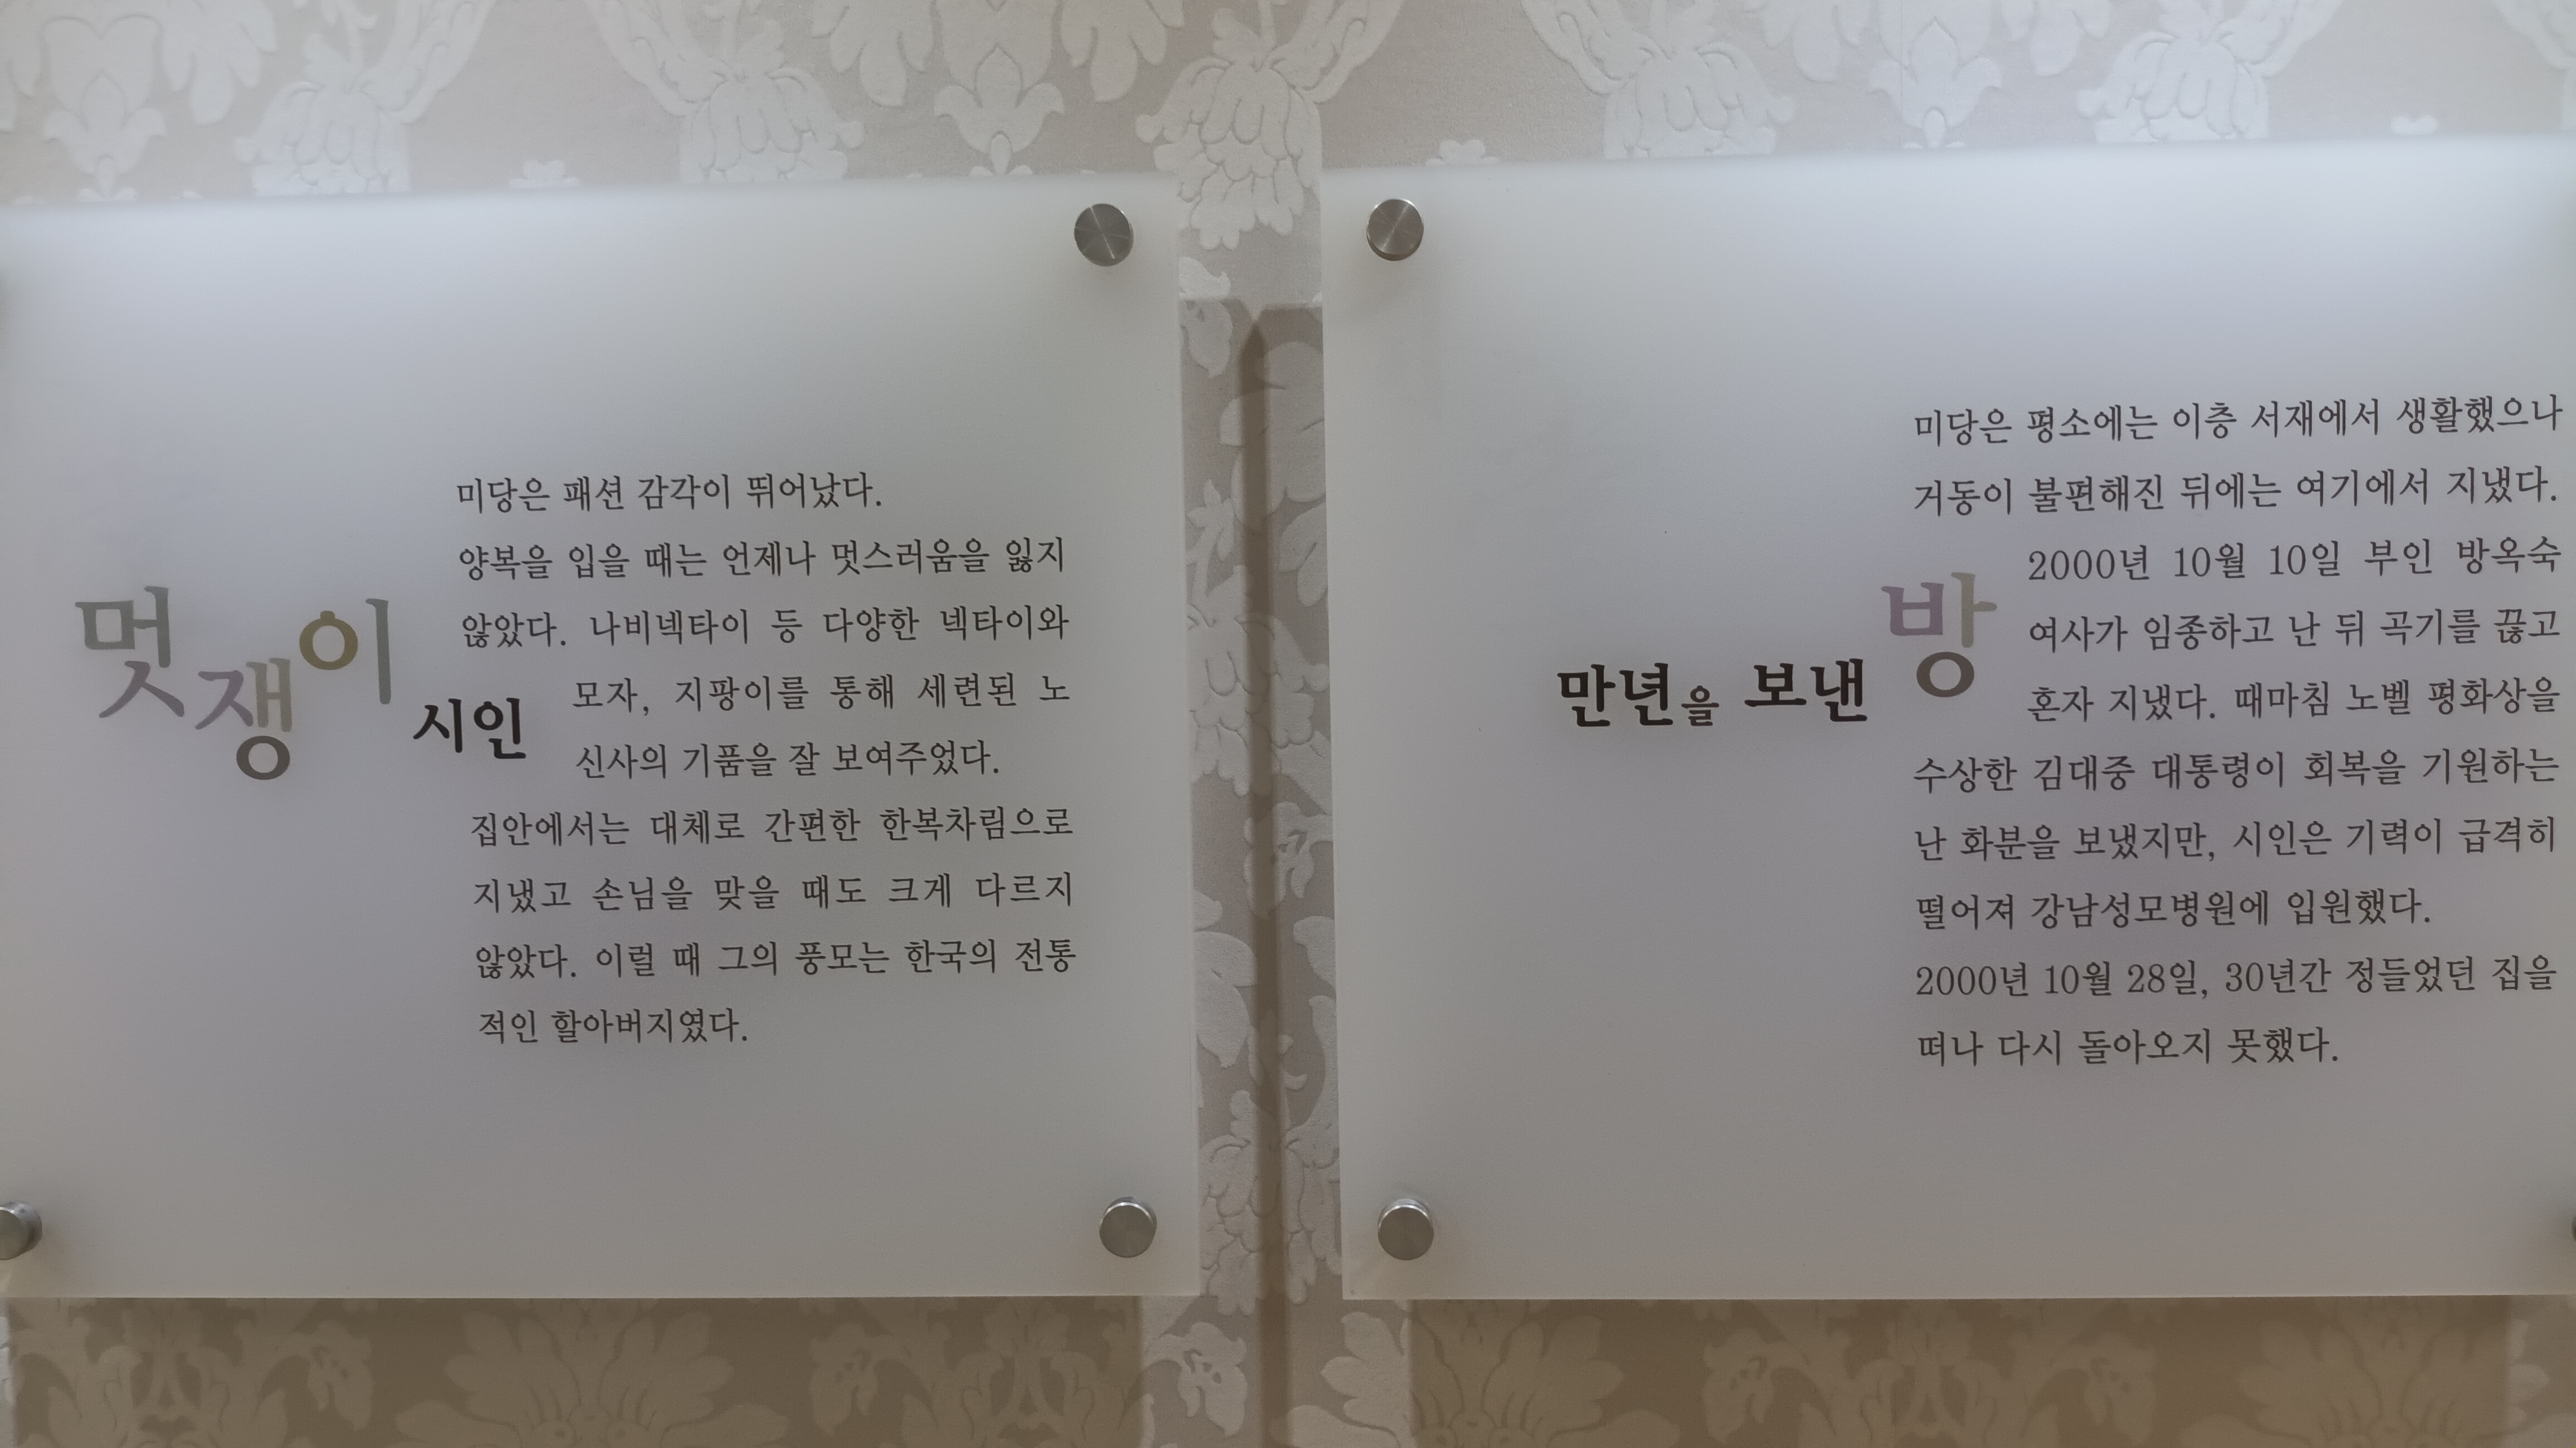 멋쟁이 시인
미당은 패션 감각이 뛰어났다.
양복을 입을 때는 언제나 멋스러움을 잃지
않았다. 나비넥타이 등 다양한 넥타이와
모자, 지팡이를 통해 세련된 노
신사의 기품을 잘 보여주었다.
집안에서는 대체로 간편한 한복차림으로
지냈고 손님을 맞을 때도 크게 다르지
않았다. 이럴 때 그의 풍모는 한국의 전통
적인 할아버지였다.
만년을 보낸 방
미당은 평소에는 이층 서재에서 생활했으나
거동이 불편해진 뒤에는 여기에서 지냈다.
2000년 10월 10일 부인 방옥숙
여사가 임종하고 난 뒤 곡기를 끊고
혼자 지냈다. 때마침 노벨 평화상을
수상한 김대중 대통령이 회복을 기원하는
난 화분을 보냈지만, 시인은 기력이 급격히
떨어져 강남성모병원에 입원했다.
2000년 10월 28일, 30년간 정들었던 집을
떠나 다시 돌아오지 못했다.